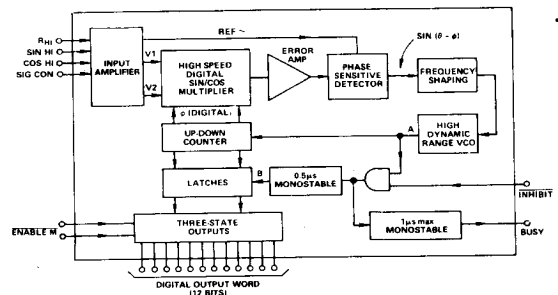 REF ~
SIN (θ - φ)
R HI
SIN HI
COS HI
SIG CON
INPUT
AMPLIFIER
V1
V2
HIGH SPEED
DIGITAL
SIN/COS
MULTIPLIER
ERROR
AMP
PHASE
SENSITIVE
DETECTOR
FREQUENCY
SHAPING
φ (DIGITAL)
UP-DOWN
COUNTER
A
HIGH
DYNAMIC
RANGE VCO
LATCHES
B
0.5µs
MONOSTABLE
INHIBIT
ENABLE M
THREE-STATE
OUTPUTS
1µs max
MONOSTABLE
BUSY
DIGITAL OUTPUT WORD
(12 BITS)